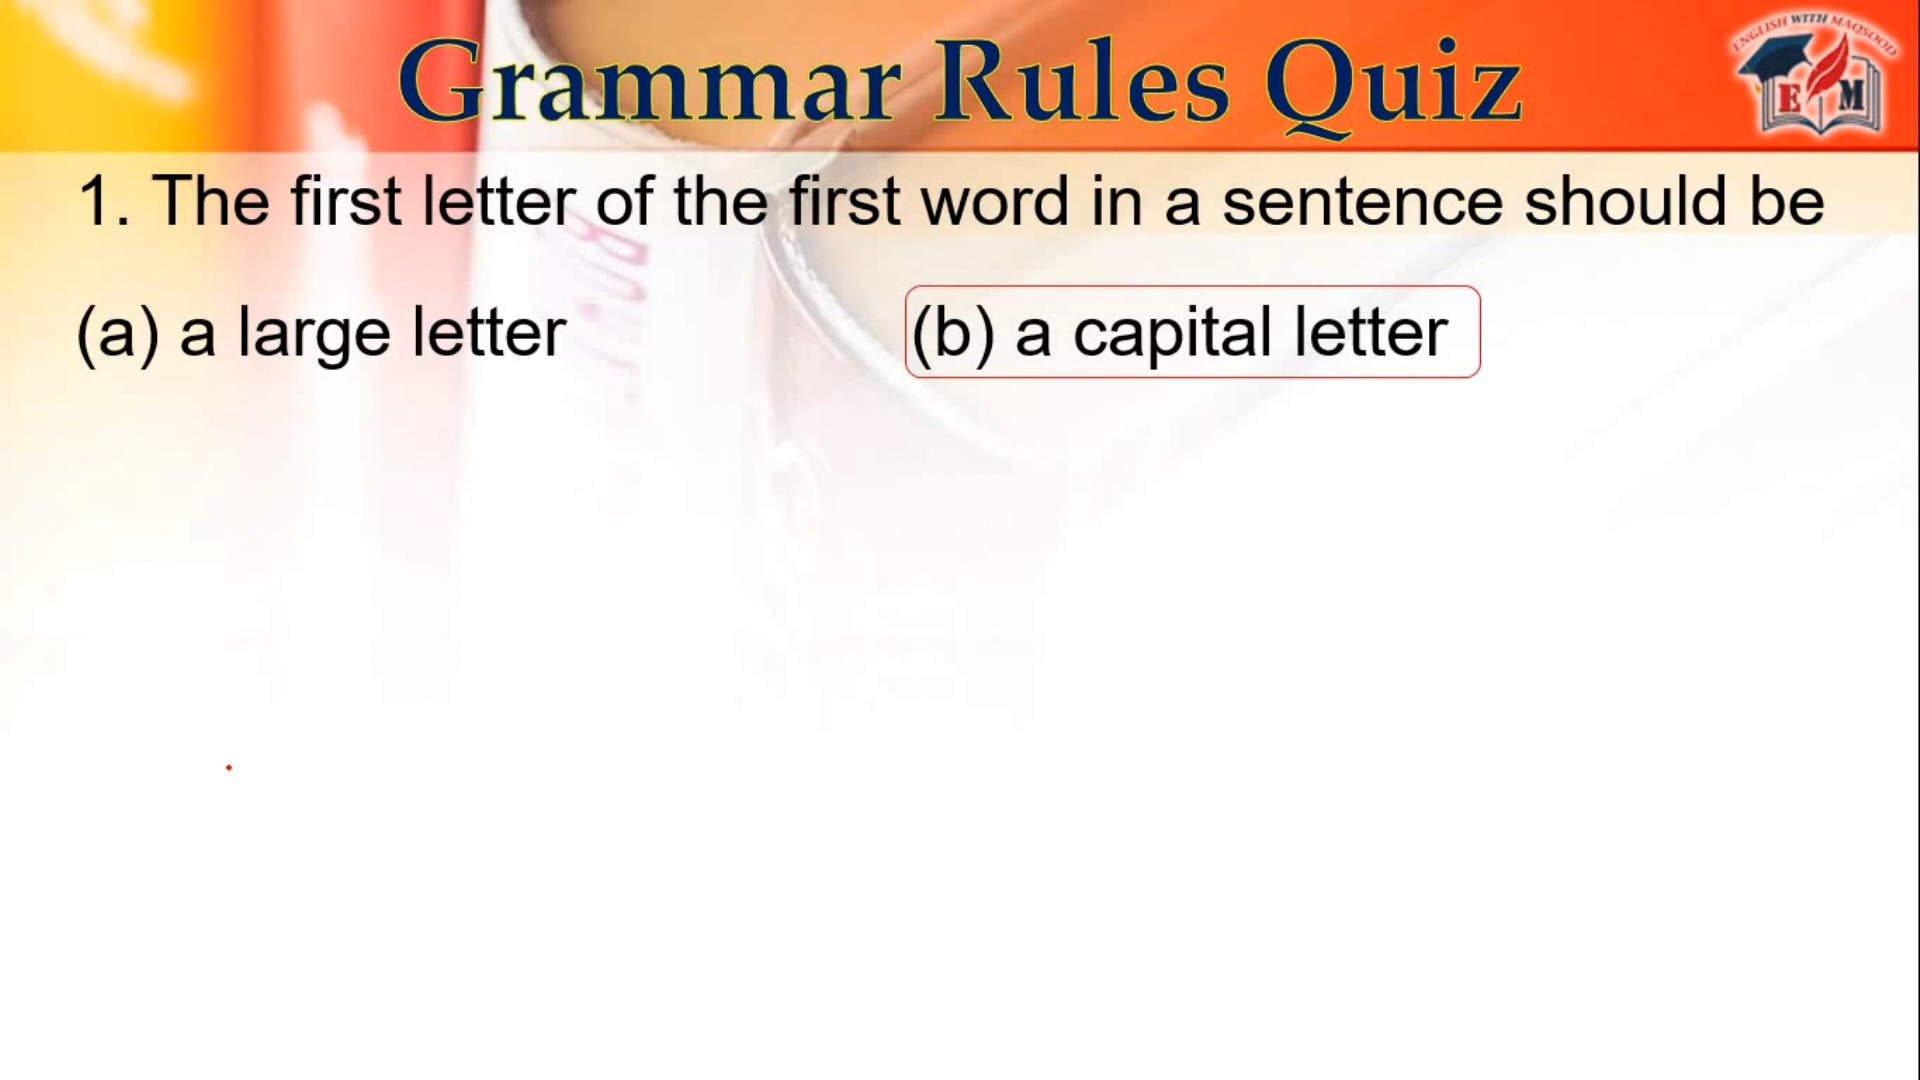 Grammar Rules Quiz
ENGLISH WITH MAQSOOD
E M
1. The first letter of the first word in a sentence should be
(a) a large letter
(b) a capital letter